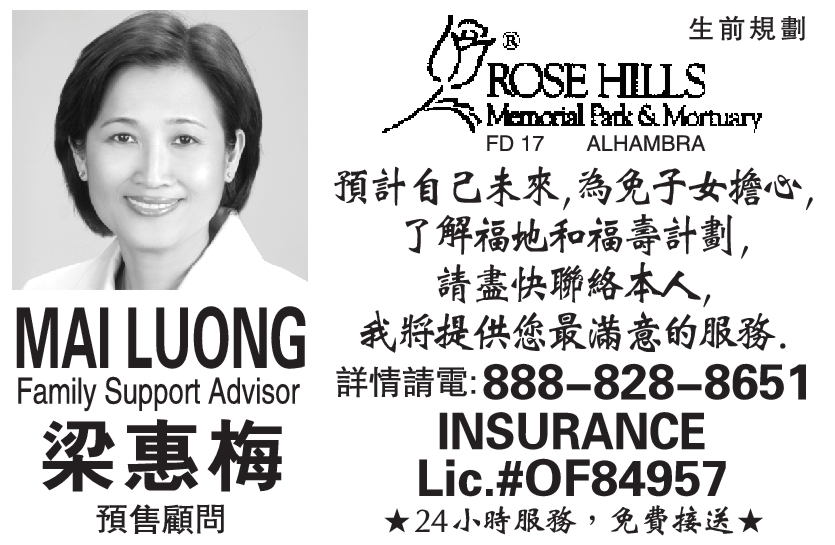 生前規劃
®
ROSE HILLS
Memorial Park & Mortuary
FD 17 ALHAMBRA
預計自己未來,為免子女擔心,
了解福地和福壽計劃,
請盡快聯絡本人,
我將提供您最滿意的服務.
詳情請電:888-828-8651
INSURANCE
Lic.#OF84957
★24小時服務，免費接送★
MAI LUONG
Family Support Advisor
梁惠梅
預售顧問